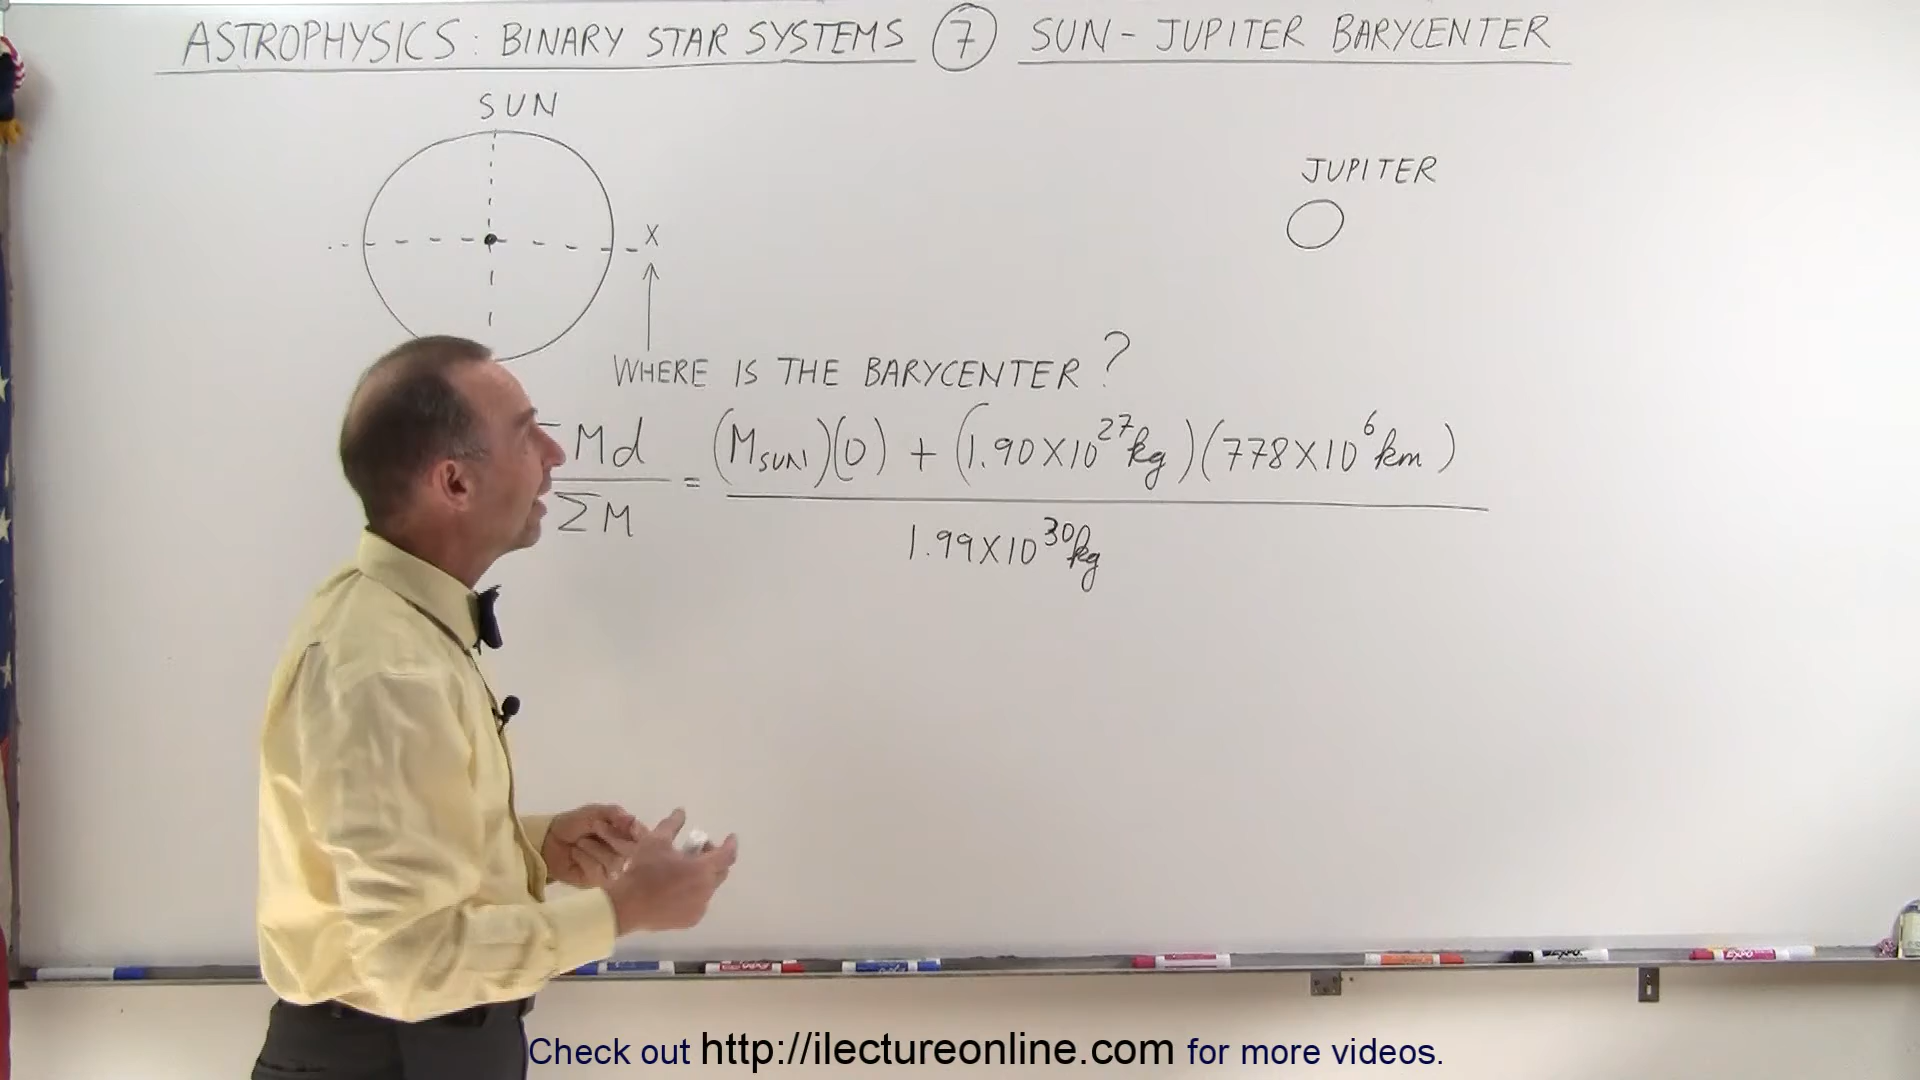 ASTROPHYSICS: BINARY STAR SYSTEMS 7 SUN-JUPITER BARYCENTER
SUN
JUPITER
X
WHERE IS THE BARYCENTER?
Md/ΣM = (M_SUN)(0) + (1.90X10^27 kg)(778X10^6 km)
1.99X10^30 kg
Check out http://ilectureonline.com for more videos.